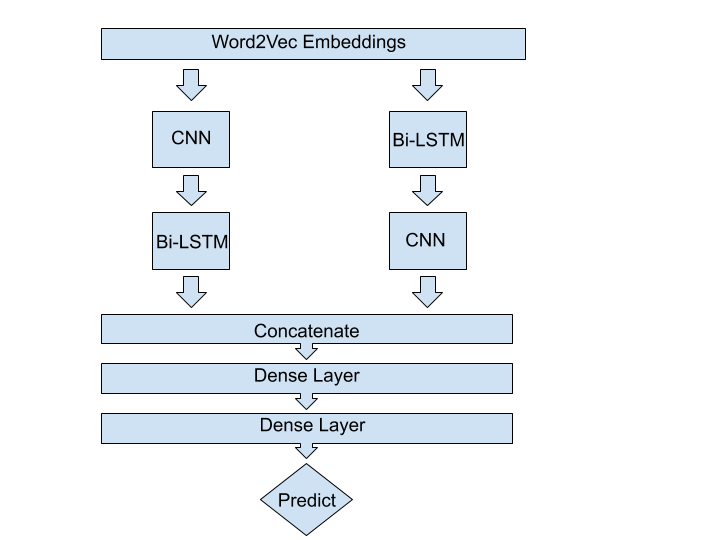 Word2Vec Embeddings
CNN
Bi-LSTM
Bi-LSTM
CNN
Concatenate
Dense Layer
Dense Layer
Predict